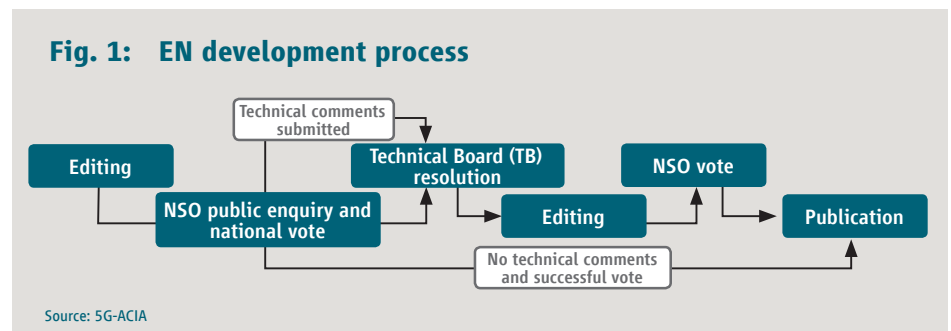 Fig. 1: EN development process
Technical comments
submitted
Editing
Technical Board (TB)
resolution
NSO vote
NSO public enquiry and
national vote
Editing
Publication
No technical comments
and successful vote
Source: 5G-ACIA